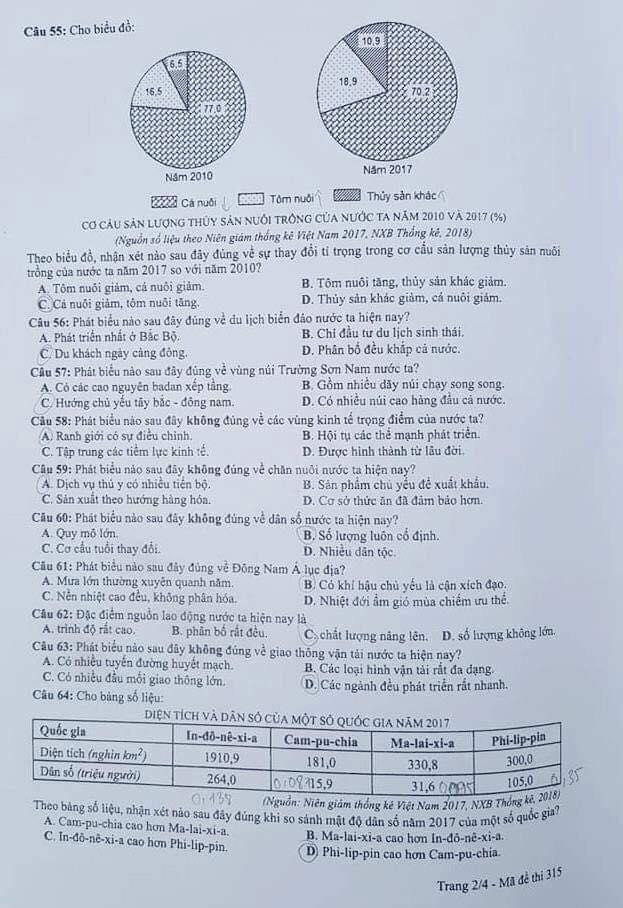 Câu 55: Cho biểu đồ:
6,5
16,5
77,0
Năm 2010
10,9
18,9
70,2
Năm 2017
Cá nuôi
Tôm nuôi
Thủy sản khác
CƠ CẤU SẢN LƯỢNG THỦY SẢN NUÔI TRỒNG CỦA NƯỚC TA NĂM 2010 VÀ 2017 (%)
(Nguồn số liệu theo Niên giám thống kê Việt Nam 2017, NXB Thống kê, 2018)
Theo biểu đồ, nhận xét nào sau đây đúng về sự thay đổi tỉ trọng trong cơ cấu sản lượng thủy sản nuôi
trồng của nước ta năm 2017 so với năm 2010?
A. Tôm nuôi giảm, cá nuôi giảm. B. Tôm nuôi tăng, thủy sản khác giảm.
C. Cá nuôi giảm, tôm nuôi tăng. D. Thủy sản khác giảm, cá nuôi giảm.
Câu 56: Phát biểu nào sau đây đúng về du lịch biển đảo nước ta hiện nay?
A. Phát triển nhất ở Bắc Bộ. B. Chỉ đầu tư du lịch sinh thái.
C. Du khách ngày càng đông. D. Phân bố đều khắp cả nước.
Câu 57: Phát biểu nào sau đây đúng về vùng núi Trường Sơn Nam nước ta?
A. Có các cao nguyên badan xếp tầng. B. Gồm nhiều dãy núi chạy song song.
C. Hướng chủ yếu tây bắc - đông nam. D. Có nhiều núi cao hàng đầu cả nước.
Câu 58: Phát biểu nào sau đây không đúng về các vùng kinh tế trọng điểm của nước ta?
A. Ranh giới có sự điều chỉnh. B. Hội tụ các thế mạnh phát triển.
C. Tập trung các tiềm lực kinh tế. D. Được hình thành từ lâu đời.
Câu 59: Phát biểu nào sau đây không đúng về chăn nuôi nước ta hiện nay?
A. Dịch vụ thú y có nhiều tiến bộ. B. Sản phẩm chủ yếu để xuất khẩu.
C. Sản xuất theo hướng hàng hóa. D. Cơ sở thức ăn đã đảm bảo hơn.
Câu 60: Phát biểu nào sau đây không đúng về dân số nước ta hiện nay?
A. Quy mô lớn. B. Số lượng luôn cố định.
C. Cơ cấu tuổi thay đổi. D. Nhiều dân tộc.
Câu 61: Phát biểu nào sau đây đúng về Đông Nam Á lục địa?
A. Mưa lớn thường xuyên quanh năm. B. Có khí hậu chủ yếu là cận xích đạo.
C. Nền nhiệt cao đều, không phân hóa. D. Nhiệt đới ẩm gió mùa chiếm ưu thế.
Câu 62: Đặc điểm nguồn lao động nước ta hiện nay là
A. trình độ rất cao. B. phân bố rất đều. C. chất lượng nâng lên. D. số lượng không lớn.
Câu 63: Phát biểu nào sau đây không đúng về giao thông vận tải nước ta hiện nay?
A. Có nhiều tuyến đường huyết mạch. B. Các loại hình vận tải rất đa dạng.
C. Có nhiều đầu mối giao thông lớn. D. Các ngành đều phát triển rất nhanh.
Câu 64: Cho bảng số liệu:
DIỆN TÍCH VÀ DÂN SỐ CỦA MỘT SỐ QUỐC GIA NĂM 2017
Quốc gia In-đô-nê-xi-a Cam-pu-chia Ma-lai-xi-a Phi-lip-pin
Diện tích (nghìn km²) 1910,9 181,0 330,8 300,0
Dân số (triệu người) 264,0 15,9 31,6 105,0
0,138 0,087 0,35
(Nguồn: Niên giám thống kê Việt Nam 2017, NXB Thống kê, 2018)
Theo bảng số liệu, nhận xét nào sau đây đúng khi so sánh mật độ dân số năm 2017 của một số quốc gia?
A. Cam-pu-chia cao hơn Ma-lai-xi-a. B. Ma-lai-xi-a cao hơn In-đô-nê-xi-a.
C. In-đô-nê-xi-a cao hơn Phi-lip-pin. D. Phi-lip-pin cao hơn Cam-pu-chia.
Trang 2/4 - Mã đề thi 315